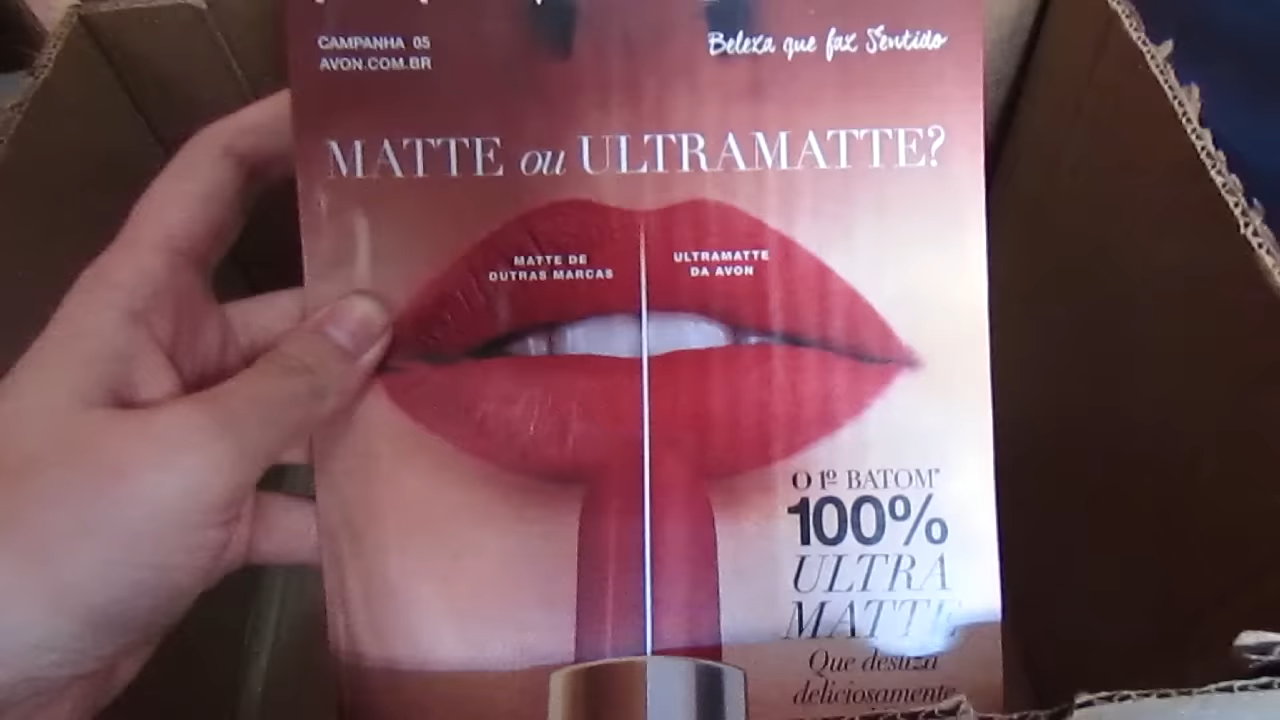 CAMPANHA 05
AVON.COM.BR
Beleza que faz Sentido
MATTE ou ULTRAMATTE?
MATTE DE
OUTRAS MARCAS
ULTRAMATTE
DA AVON
O 1º BATOM*
100%
ULTRA
MATTE
Que desliza
deliciosamente